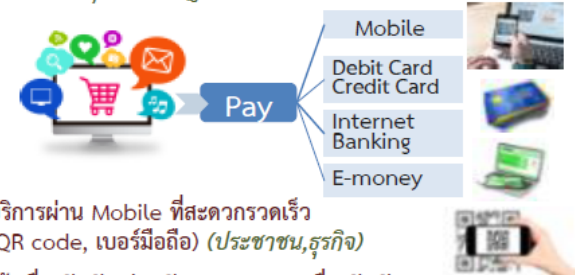 Mobile
Debit Card
Credit Card
Pay
Internet
Banking
E-money
ริการผ่าน Mobile ที่สะดวกรวดเร็ว
QR code, เบอร์มือถือ) (ประชาชน,ธุรกิจ)